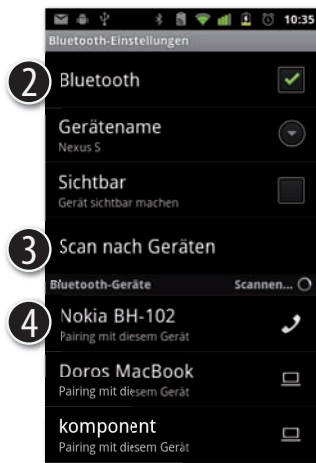 10:35
Bluetooth-Einstellungen
2 Bluetooth
Gerätename
Nexus S
Sichtbar
Gerät sichtbar machen
3 Scan nach Geräten
Bluetooth-Geräte Scannen...
4 Nokia BH-102
Pairing mit diesem Gerät
Doros MacBook
Pairing mit diesem Gerät
komponent
Pairing mit diesem Gerät